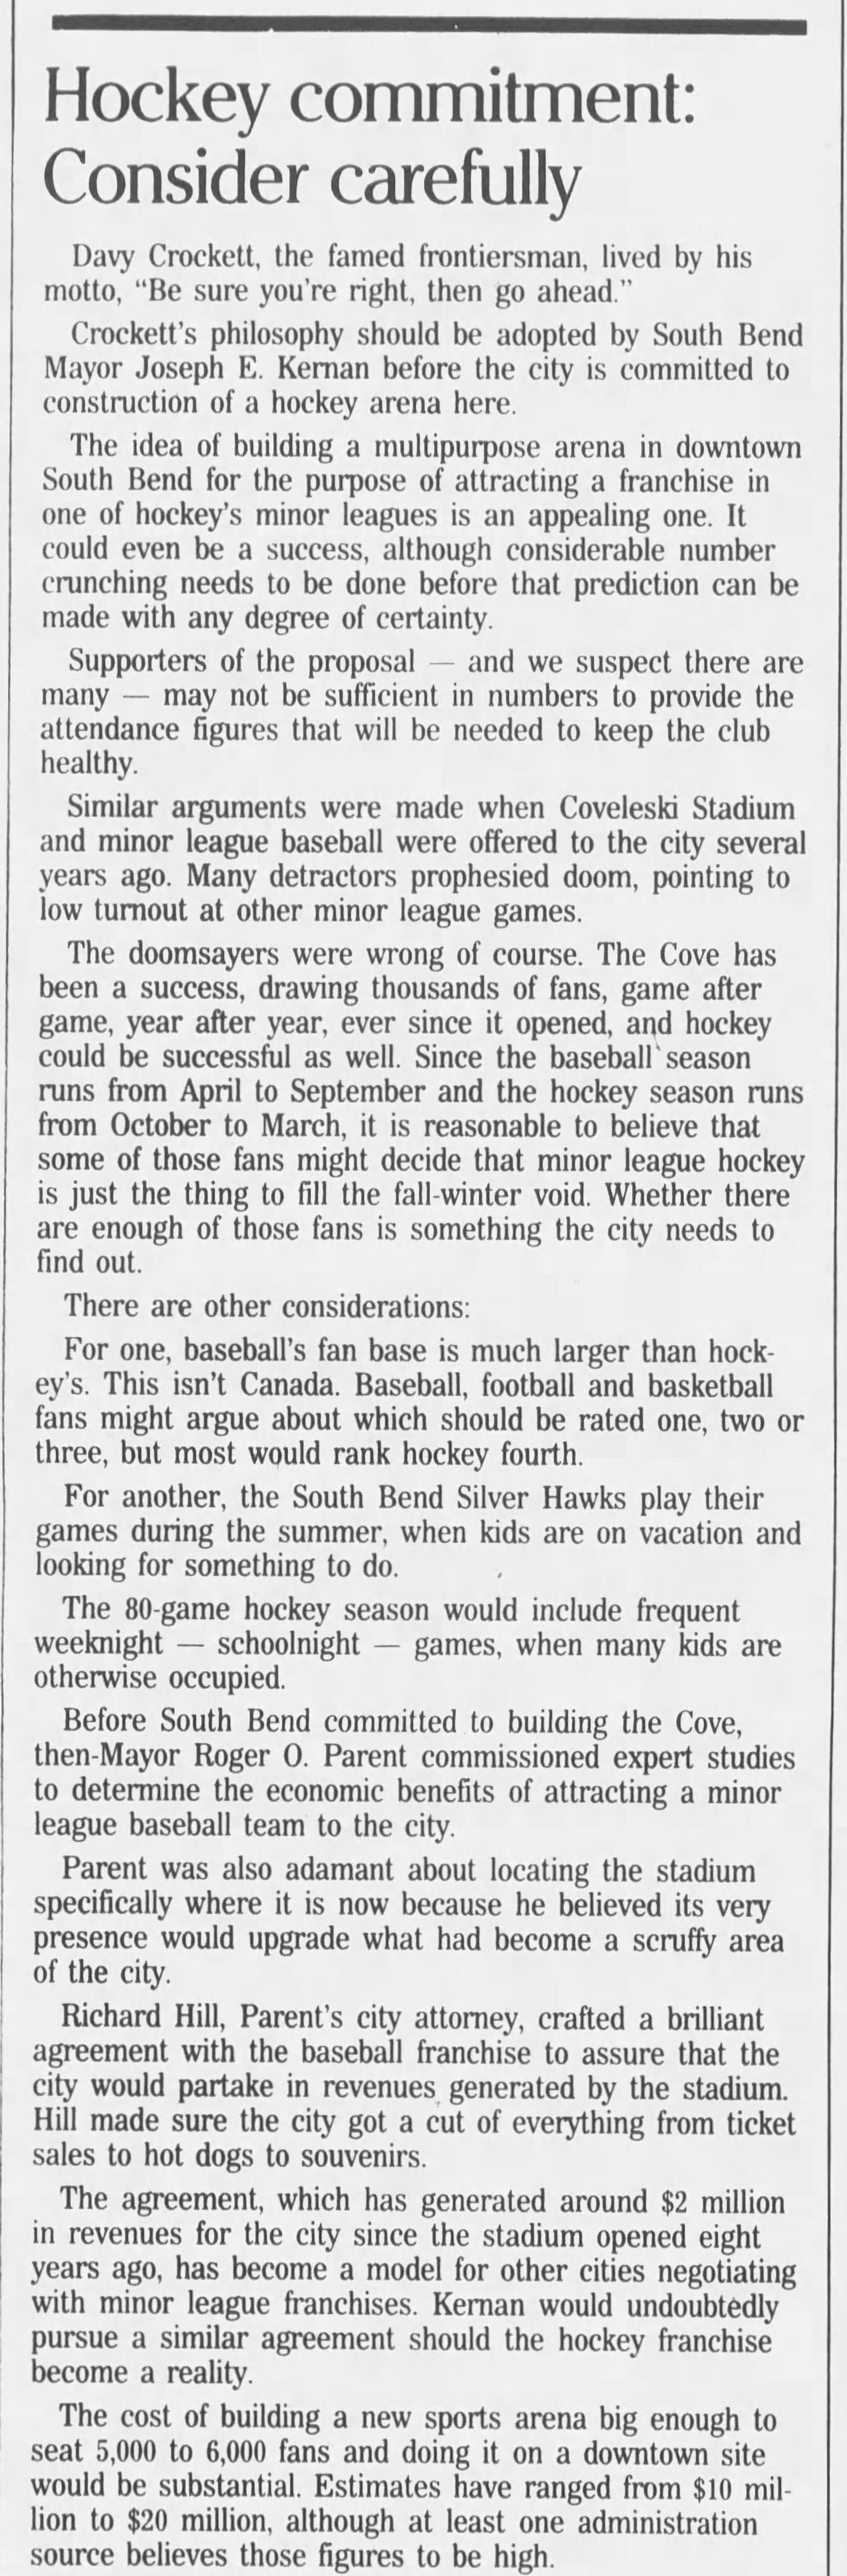 Hockey commitment:
Consider carefully
Davy Crockett, the famed frontiersman, lived by his
motto, “Be sure you're right, then go ahead.”
Crockett's philosophy should be adopted by South Bend
Mayor Joseph E. Kernan before the city is committed to
construction of a hockey arena here.
The idea of building a multipurpose arena in downtown
South Bend for the purpose of attracting a franchise in
one of hockey's minor leagues is an appealing one. It
could even be a success, although considerable number
crunching needs to be done before that prediction can be
made with any degree of certainty.
Supporters of the proposal — and we suspect there are
many — may not be sufficient in numbers to provide the
attendance figures that will be needed to keep the club
healthy.
Similar arguments were made when Coveleski Stadium
and minor league baseball were offered to the city several
years ago. Many detractors prophesied doom, pointing to
low turnout at other minor league games.
The doomsayers were wrong of course. The Cove has
been a success, drawing thousands of fans, game after
game, year after year, ever since it opened, and hockey
could be successful as well. Since the baseball season
runs from April to September and the hockey season runs
from October to March, it is reasonable to believe that
some of those fans might decide that minor league hockey
is just the thing to fill the fall-winter void. Whether there
are enough of those fans is something the city needs to
find out.
There are other considerations:
For one, baseball's fan base is much larger than hock-
ey's. This isn't Canada. Baseball, football and basketball
fans might argue about which should be rated one, two or
three, but most would rank hockey fourth.
For another, the South Bend Silver Hawks play their
games during the summer, when kids are on vacation and
looking for something to do.
The 80-game hockey season would include frequent
weeknight — schoolnight — games, when many kids are
otherwise occupied.
Before South Bend committed to building the Cove,
then-Mayor Roger O. Parent commissioned expert studies
to determine the economic benefits of attracting a minor
league baseball team to the city.
Parent was also adamant about locating the stadium
specifically where it is now because he believed its very
presence would upgrade what had become a scruffy area
of the city.
Richard Hill, Parent's city attorney, crafted a brilliant
agreement with the baseball franchise to assure that the
city would partake in revenues generated by the stadium.
Hill made sure the city got a cut of everything from ticket
sales to hot dogs to souvenirs.
The agreement, which has generated around $2 million
in revenues for the city since the stadium opened eight
years ago, has become a model for other cities negotiating
with minor league franchises. Kernan would undoubtedly
pursue a similar agreement should the hockey franchise
become a reality.
The cost of building a new sports arena big enough to
seat 5,000 to 6,000 fans and doing it on a downtown site
would be substantial. Estimates have ranged from $10 mil-
lion to $20 million, although at least one administration
source believes those figures to be high.